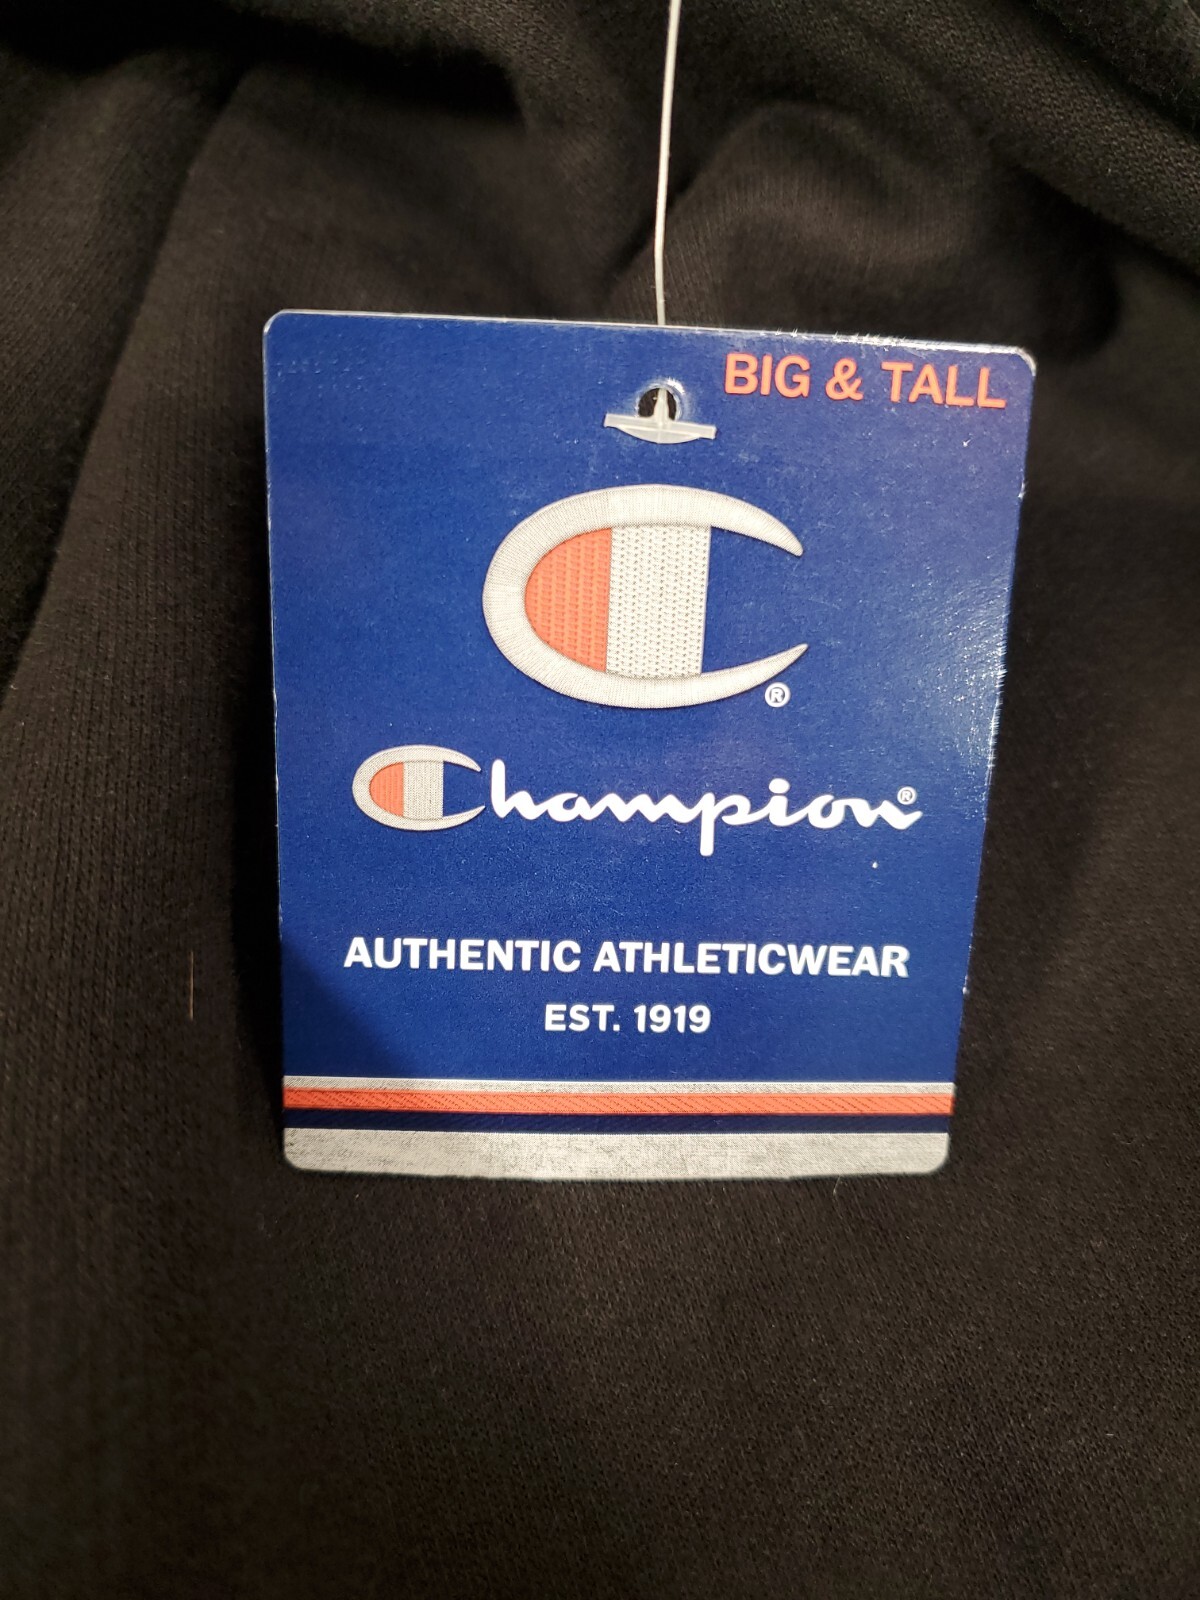 BIG & TALL
C®
Champion®
AUTHENTIC ATHLETICWEAR
EST. 1919